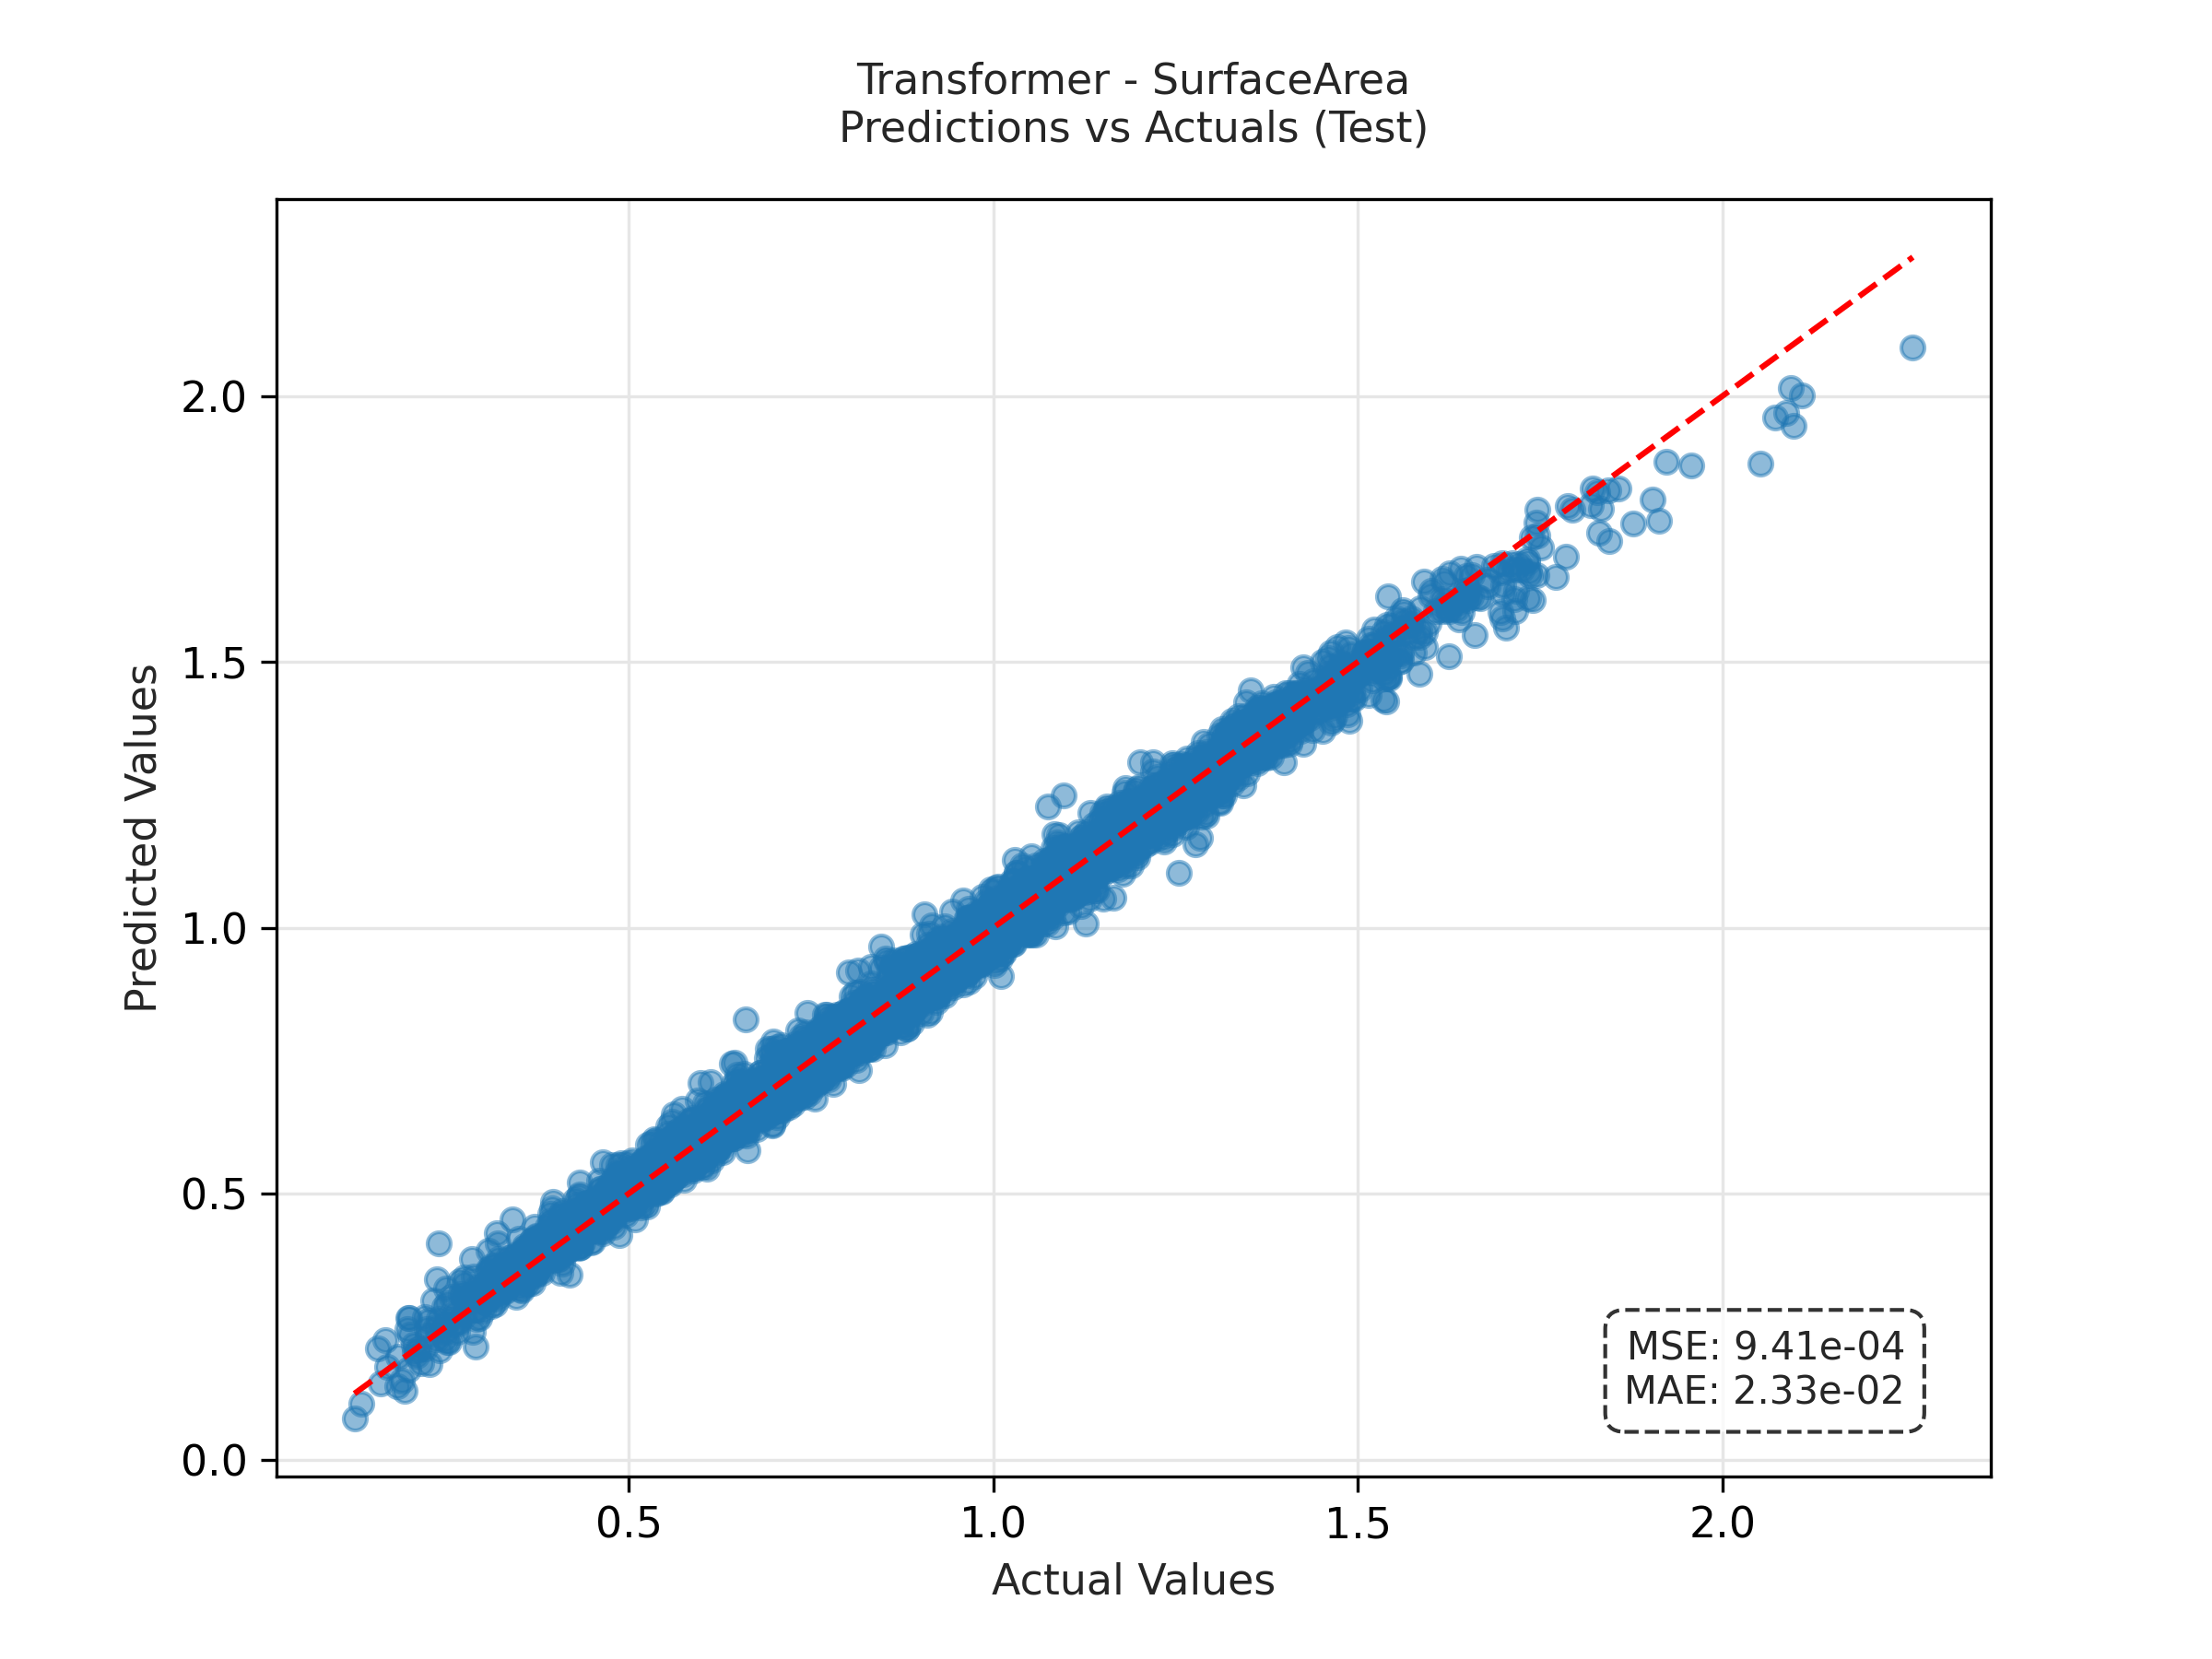 Transformer - SurfaceArea
Predictions vs Actuals (Test)
Predicted Values
2.0
1.5
1.0
0.5
0.0
MSE: 9.41e-04
MAE: 2.33e-02
0.5
1.0
1.5
2.0
Actual Values